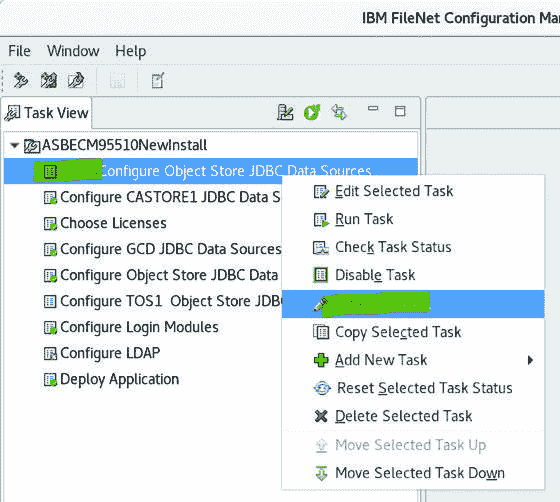 IBM FileNet Configuration Ma
File Window Help
Task View
ASBECM95510NewInstall
Configure Object Store JDBC Data Sources
Configure CASTORE1 JDBC Data S
Choose Licenses
Configure GCD JDBC Data Sources
Configure Object Store JDBC Data
Configure TOS1 Object Store JDBC
Configure Login Modules
Configure LDAP
Deploy Application
Edit Selected Task
Run Task
Check Task Status
Disable Task
Copy Selected Task
Add New Task
Reset Selected Task Status
Delete Selected Task
Move Selected Task Up
Move Selected Task Down